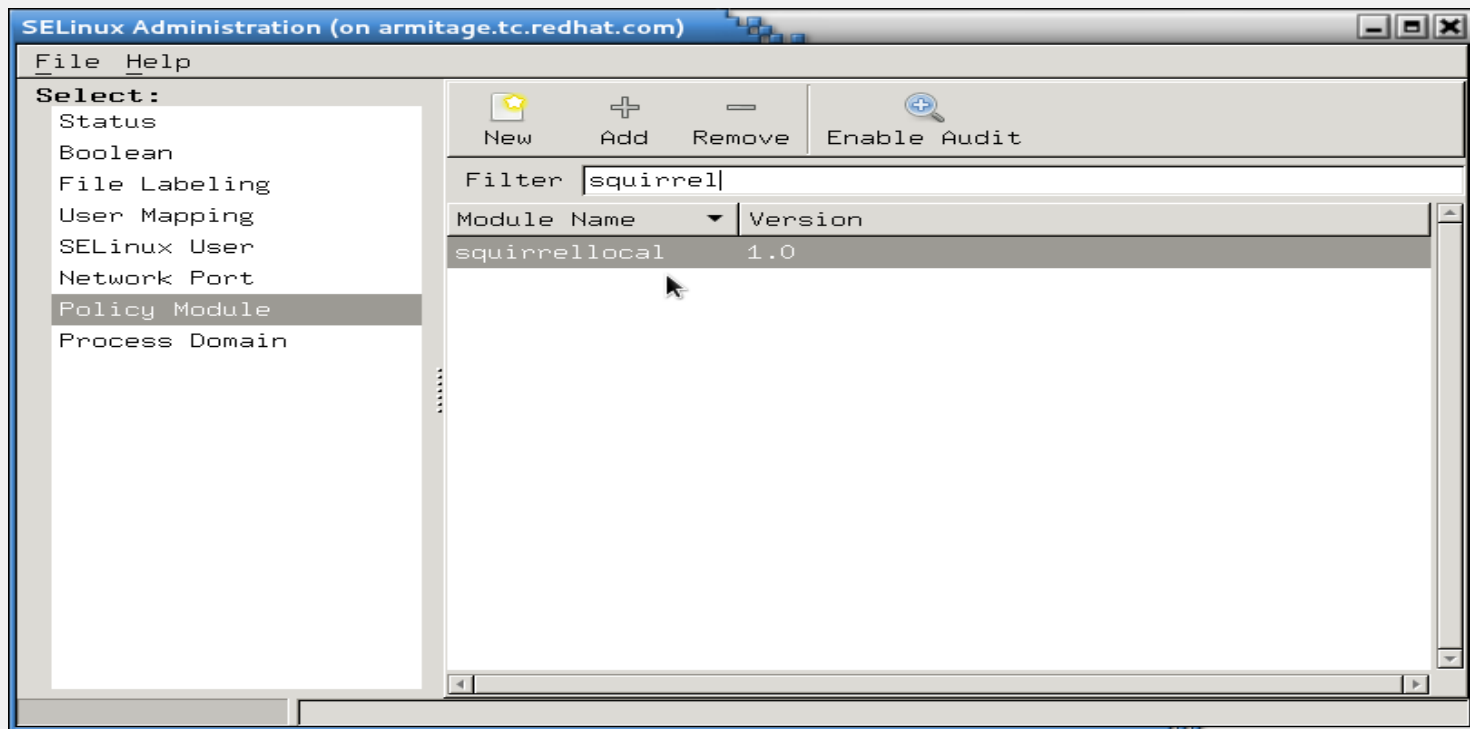 SELinux Administration (on armitage.tc.redhat.com)
File Help
Select:
Status
Boolean
File Labeling
User Mapping
SELinux User
Network Port
Policy Module
Process Domain
New Add Remove Enable Audit
Filter squirrel
Module Name Version
squirrellocal 1.0